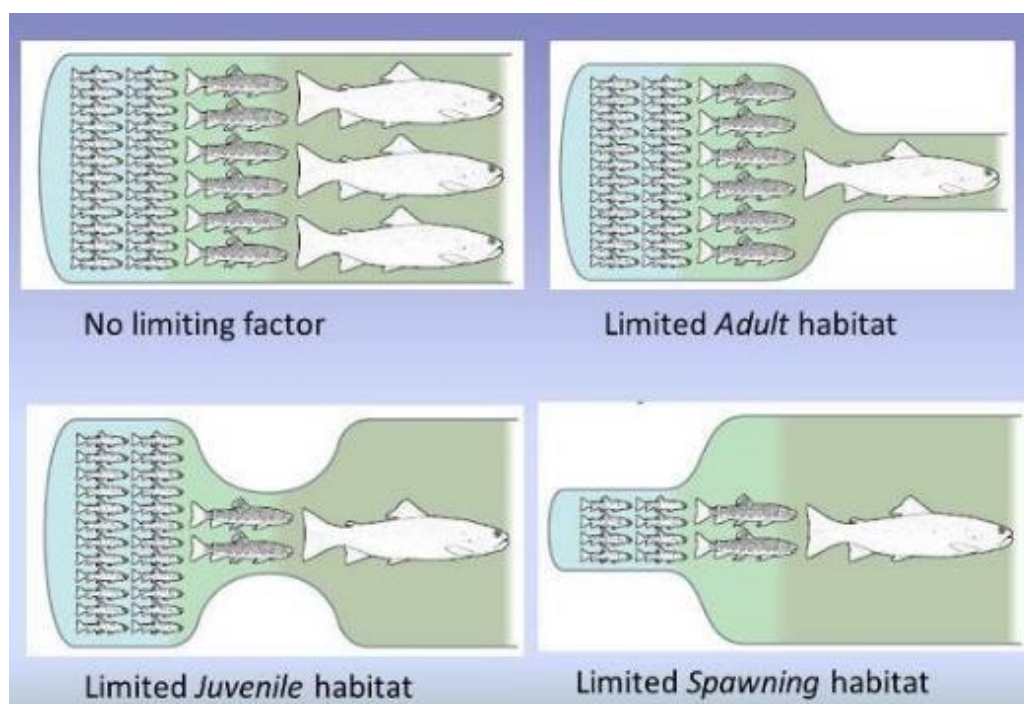 No limiting factor
Limited Adult habitat
Limited Juvenile habitat
Limited Spawning habitat